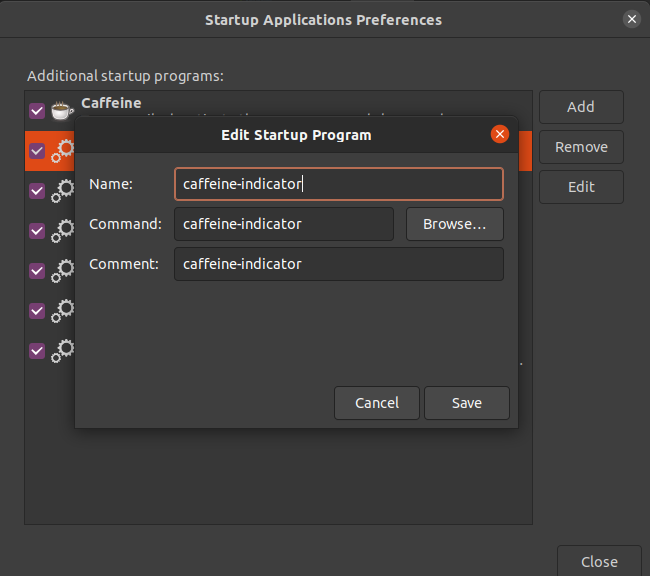 Startup Applications Preferences
Additional startup programs:
Caffeine
Add
Remove
Edit
Edit Startup Program
Name: caffeine-indicator
Command: caffeine-indicator Browse...
Comment: caffeine-indicator
Cancel Save
Close